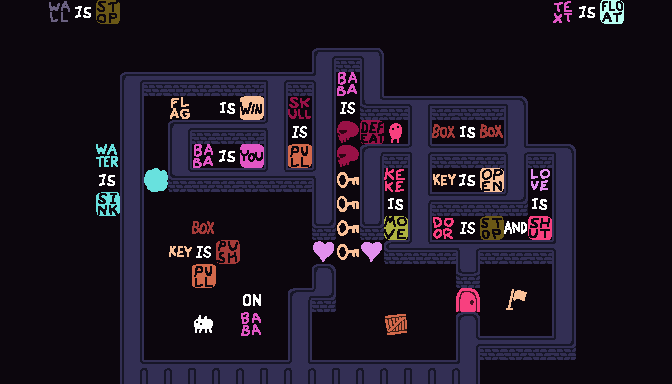 WALL IS STOP
TEXT IS FLOAT
BABA IS
FLAG IS WIN
SKULL IS PULL
DEFEAT
BOX IS BOX
BABA IS YOU
WATER IS SINK
KEKE IS MOVE
KEY IS OPEN
LOVE IS
DOOR IS STOP AND SHUT
BOX
KEY IS PUSH
PULL
ON
BABA